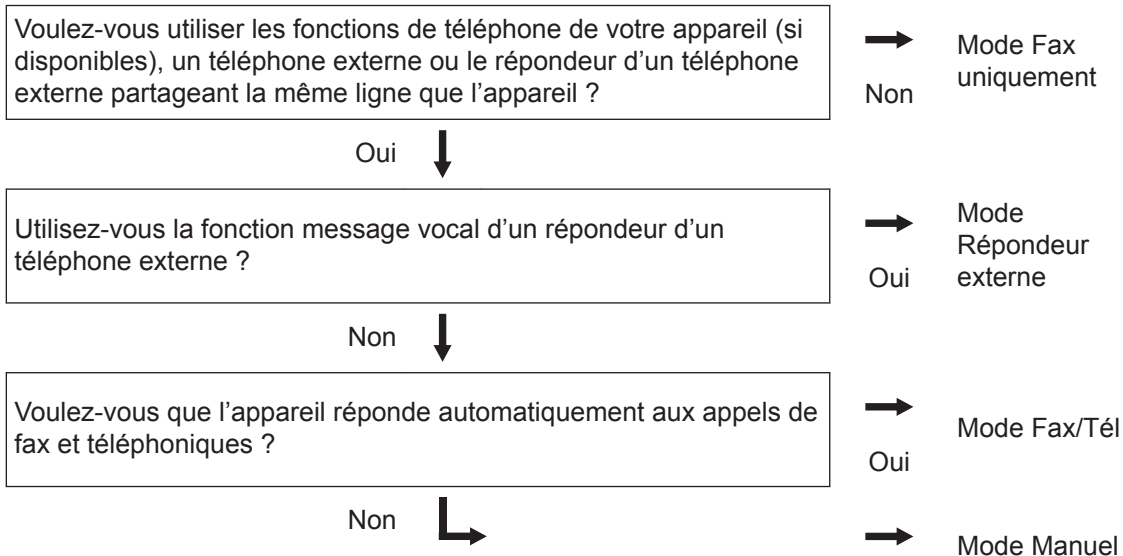 Voulez-vous utiliser les fonctions de téléphone de votre appareil (si
disponibles), un téléphone externe ou le répondeur d'un téléphone
externe partageant la même ligne que l'appareil ?
Non
Mode Fax
uniquement
Oui
Utilisez-vous la fonction message vocal d'un répondeur d'un
téléphone externe ?
Oui
Mode
Répondeur
externe
Non
Voulez-vous que l'appareil réponde automatiquement aux appels de
fax et téléphoniques ?
Oui
Mode Fax/Tél
Non
Mode Manuel